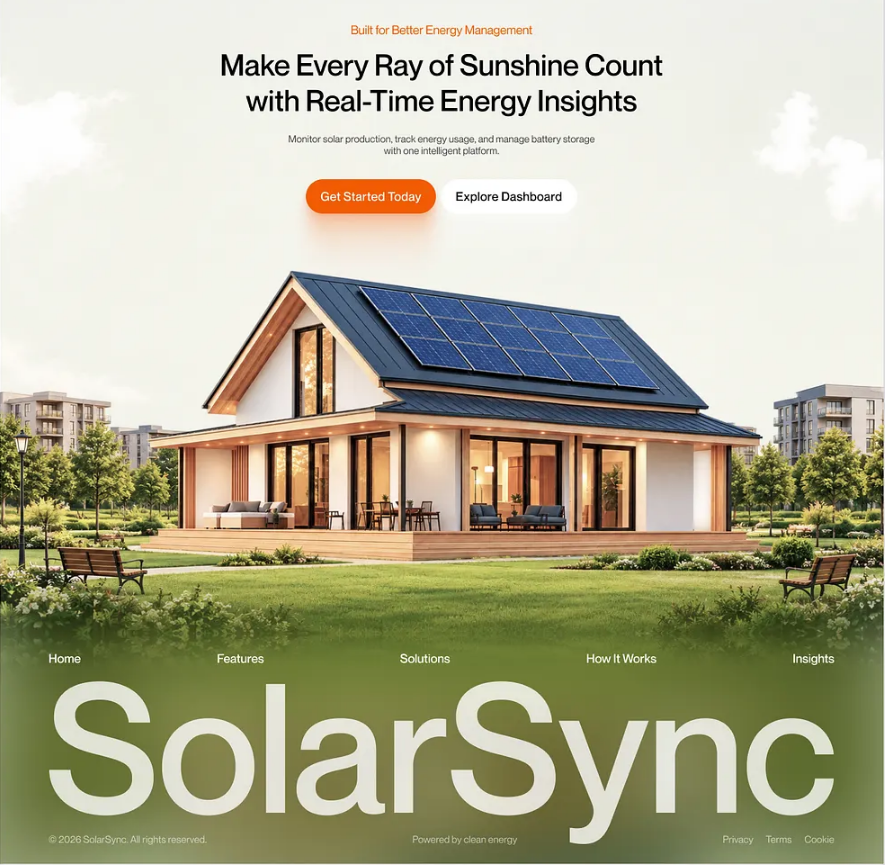 Built for Better Energy Management
Make Every Ray of Sunshine Count
with Real-Time Energy Insights
Monitor solar production, track energy usage, and manage battery storage
with one intelligent platform.
Get Started Today
Explore Dashboard
Home
Features
Solutions
How It Works
Insights
SolarSync
© 2026 SolarSync. All rights reserved.
Powered by clean energy
Privacy
Terms
Cookie